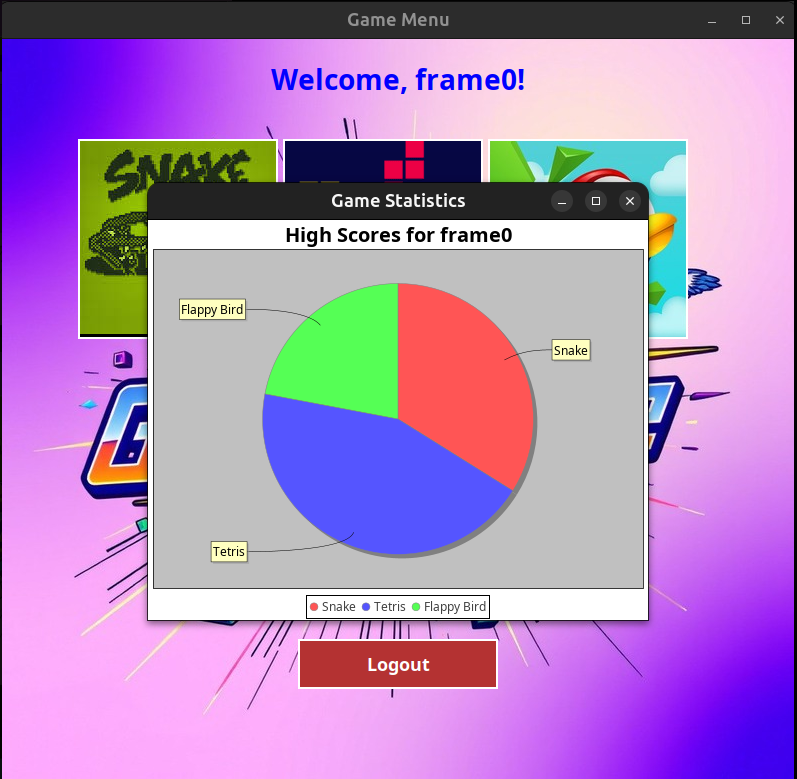 Game Menu
Welcome, frame0!
SNAKE
Game Statistics
High Scores for frame0
Flappy Bird
Snake
Tetris
Snake Tetris Flappy Bird
Logout